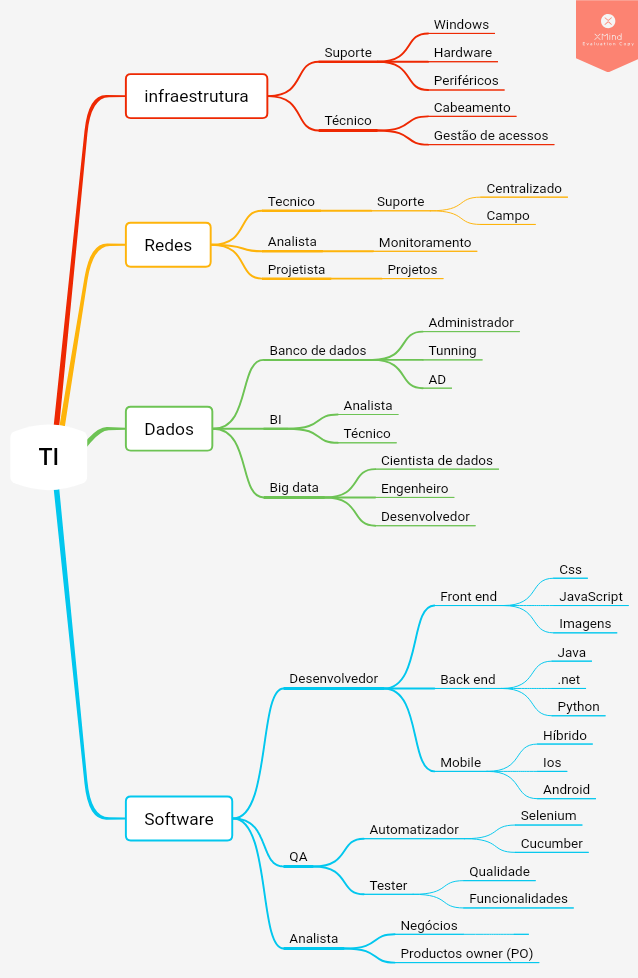 XMind
Evaluation Copy
TI
infraestrutura
Suporte
Windows
Hardware
Periféricos
Técnico
Cabeamento
Gestão de acessos
Redes
Tecnico
Suporte
Centralizado
Campo
Analista
Monitoramento
Projetista
Projetos
Dados
Banco de dados
Administrador
Tunning
AD
BI
Analista
Técnico
Big data
Cientista de dados
Engenheiro
Desenvolvedor
Software
Desenvolvedor
Front end
Css
JavaScript
Imagens
Back end
Java
.net
Python
Mobile
Híbrido
Ios
Android
QA
Automatizador
Selenium
Cucumber
Tester
Qualidade
Funcionalidades
Analista
Negócios
Productos owner (PO)